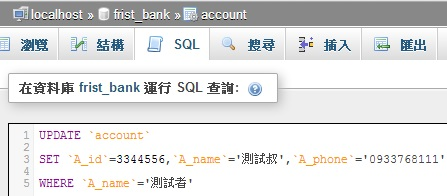 localhost » frist_bank » account
瀏覽 結構 SQL 搜尋 插入 匯出
在資料庫 frist_bank 運行 SQL 查詢:
1 UPDATE `account`
2
3 SET `A_id`=3344556,`A_name`='測試叔',`A_phone`='0933768111'
4
5 WHERE `A_name`='測試者'